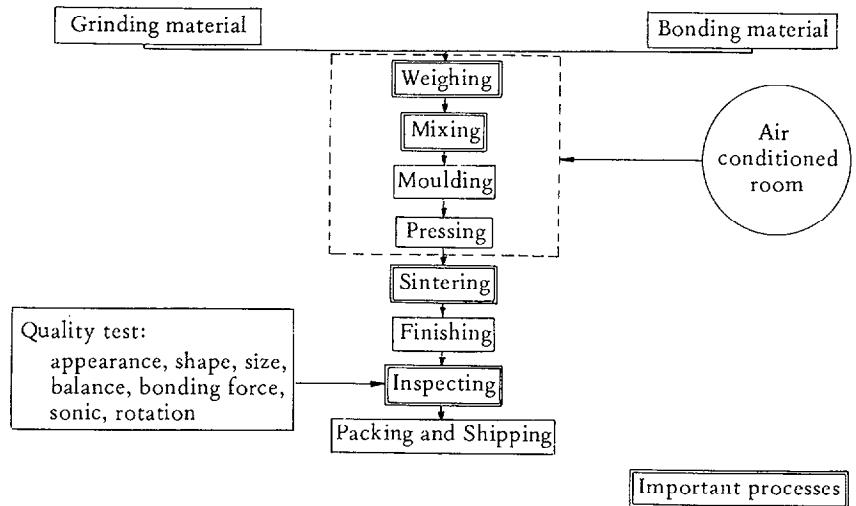 Grinding material
Bonding material
Weighing
Mixing
Moulding
Pressing
Air
conditioned
room
Sintering
Finishing
Quality test:
appearance, shape, size,
balance, bonding force,
sonic, rotation
Inspecting
Packing and Shipping
Important processes